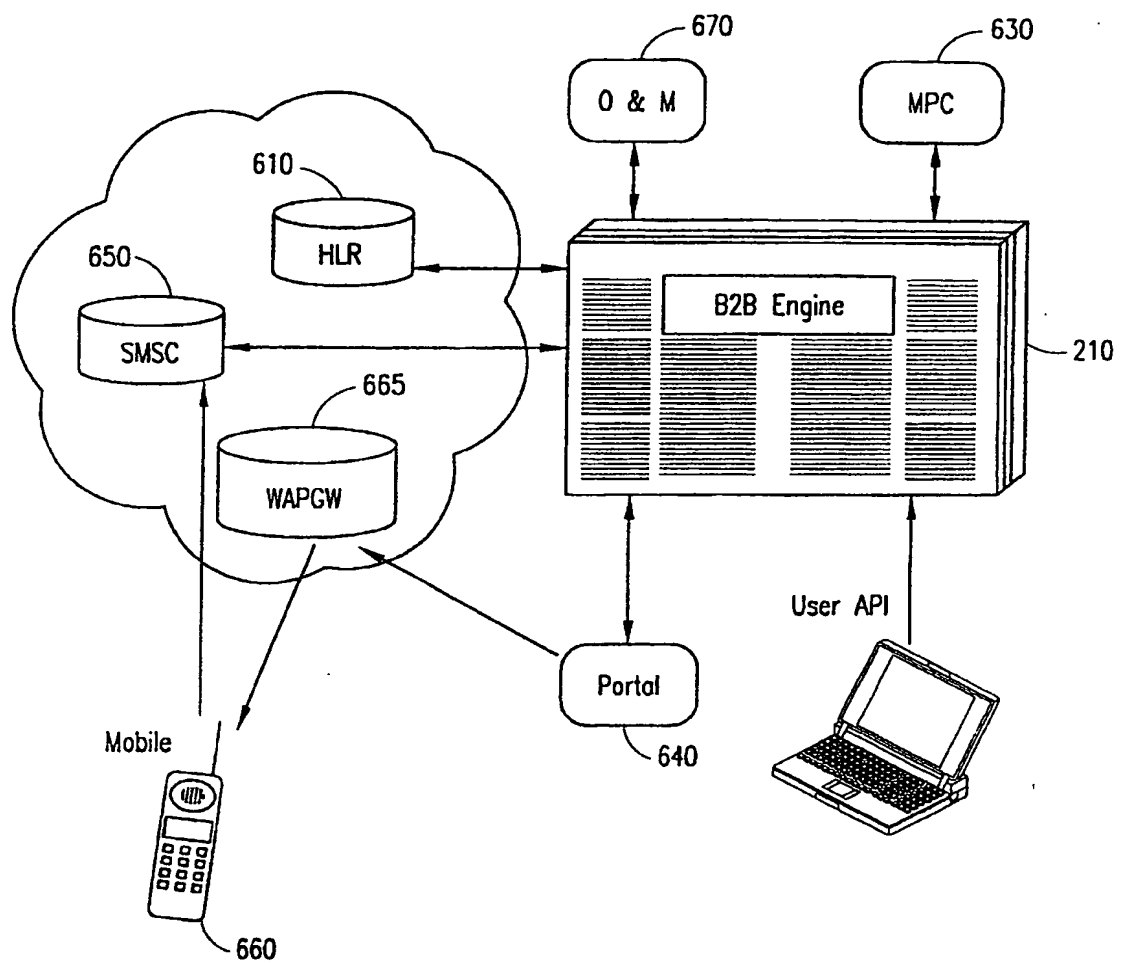 670
630
O & M
MPC
610
HLR
650
SMSC
B2B Engine
210
665
WAPGW
User API
Portal
640
Mobile
660